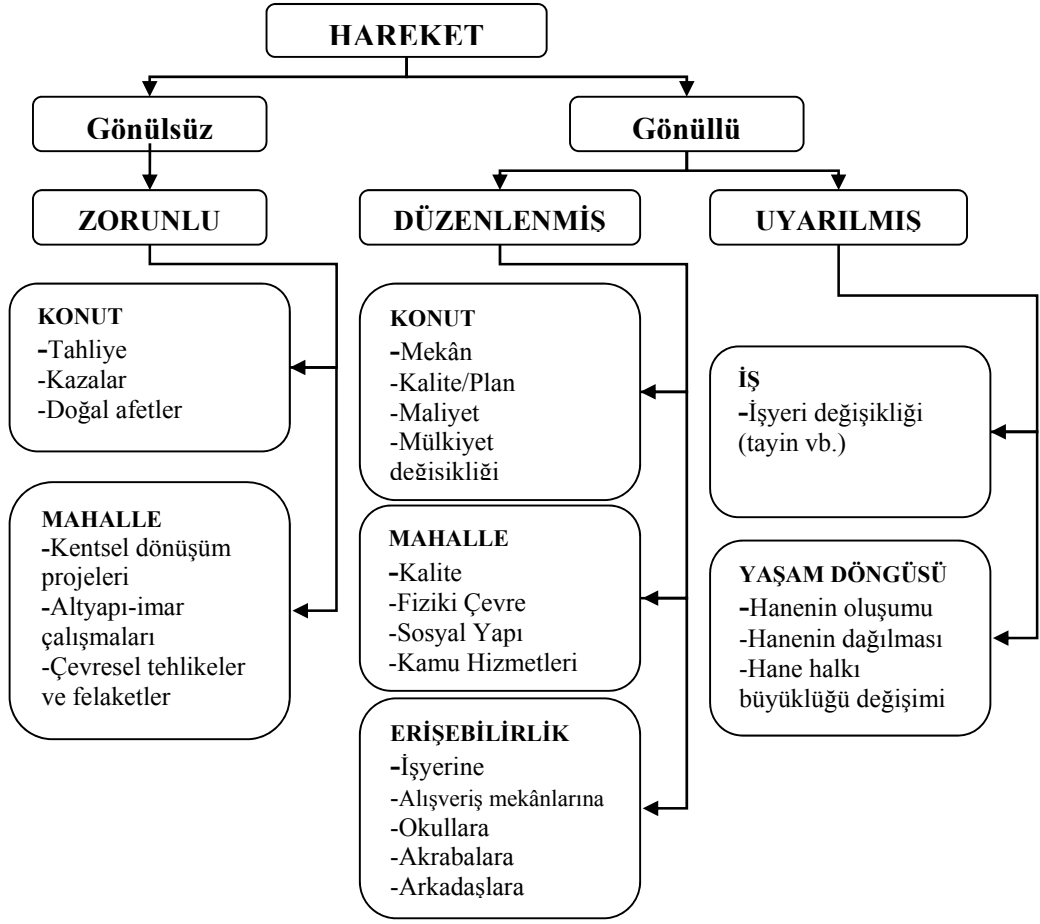 HAREKET
Gönülsüz
Gönüllü
ZORUNLU
DÜZENLENMİŞ
UYARILMIŞ
KONUT
-Tahliye
-Kazalar
-Doğal afetler
MAHALLE
-Kentsel dönüşüm
projeleri
-Altyapı-imar
çalışmaları
-Çevresel tehlikeler
ve felaketler
KONUT
-Mekân
-Kalite/Plan
-Maliyet
-Mülkiyet
değişikliği
MAHALLE
-Kalite
-Fiziki Çevre
-Sosyal Yapı
-Kamu Hizmetleri
ERİŞEBİLİRLİK
-İşyerine
-Alışveriş mekânlarına
-Okullara
-Akrabalara
-Arkadaşlara
İŞ
-İşyeri değişikliği
(tayin vb.)
YAŞAM DÖNGÜSÜ
-Hanenin oluşumu
-Hanenin dağılması
-Hane halkı
büyüklüğü değişimi